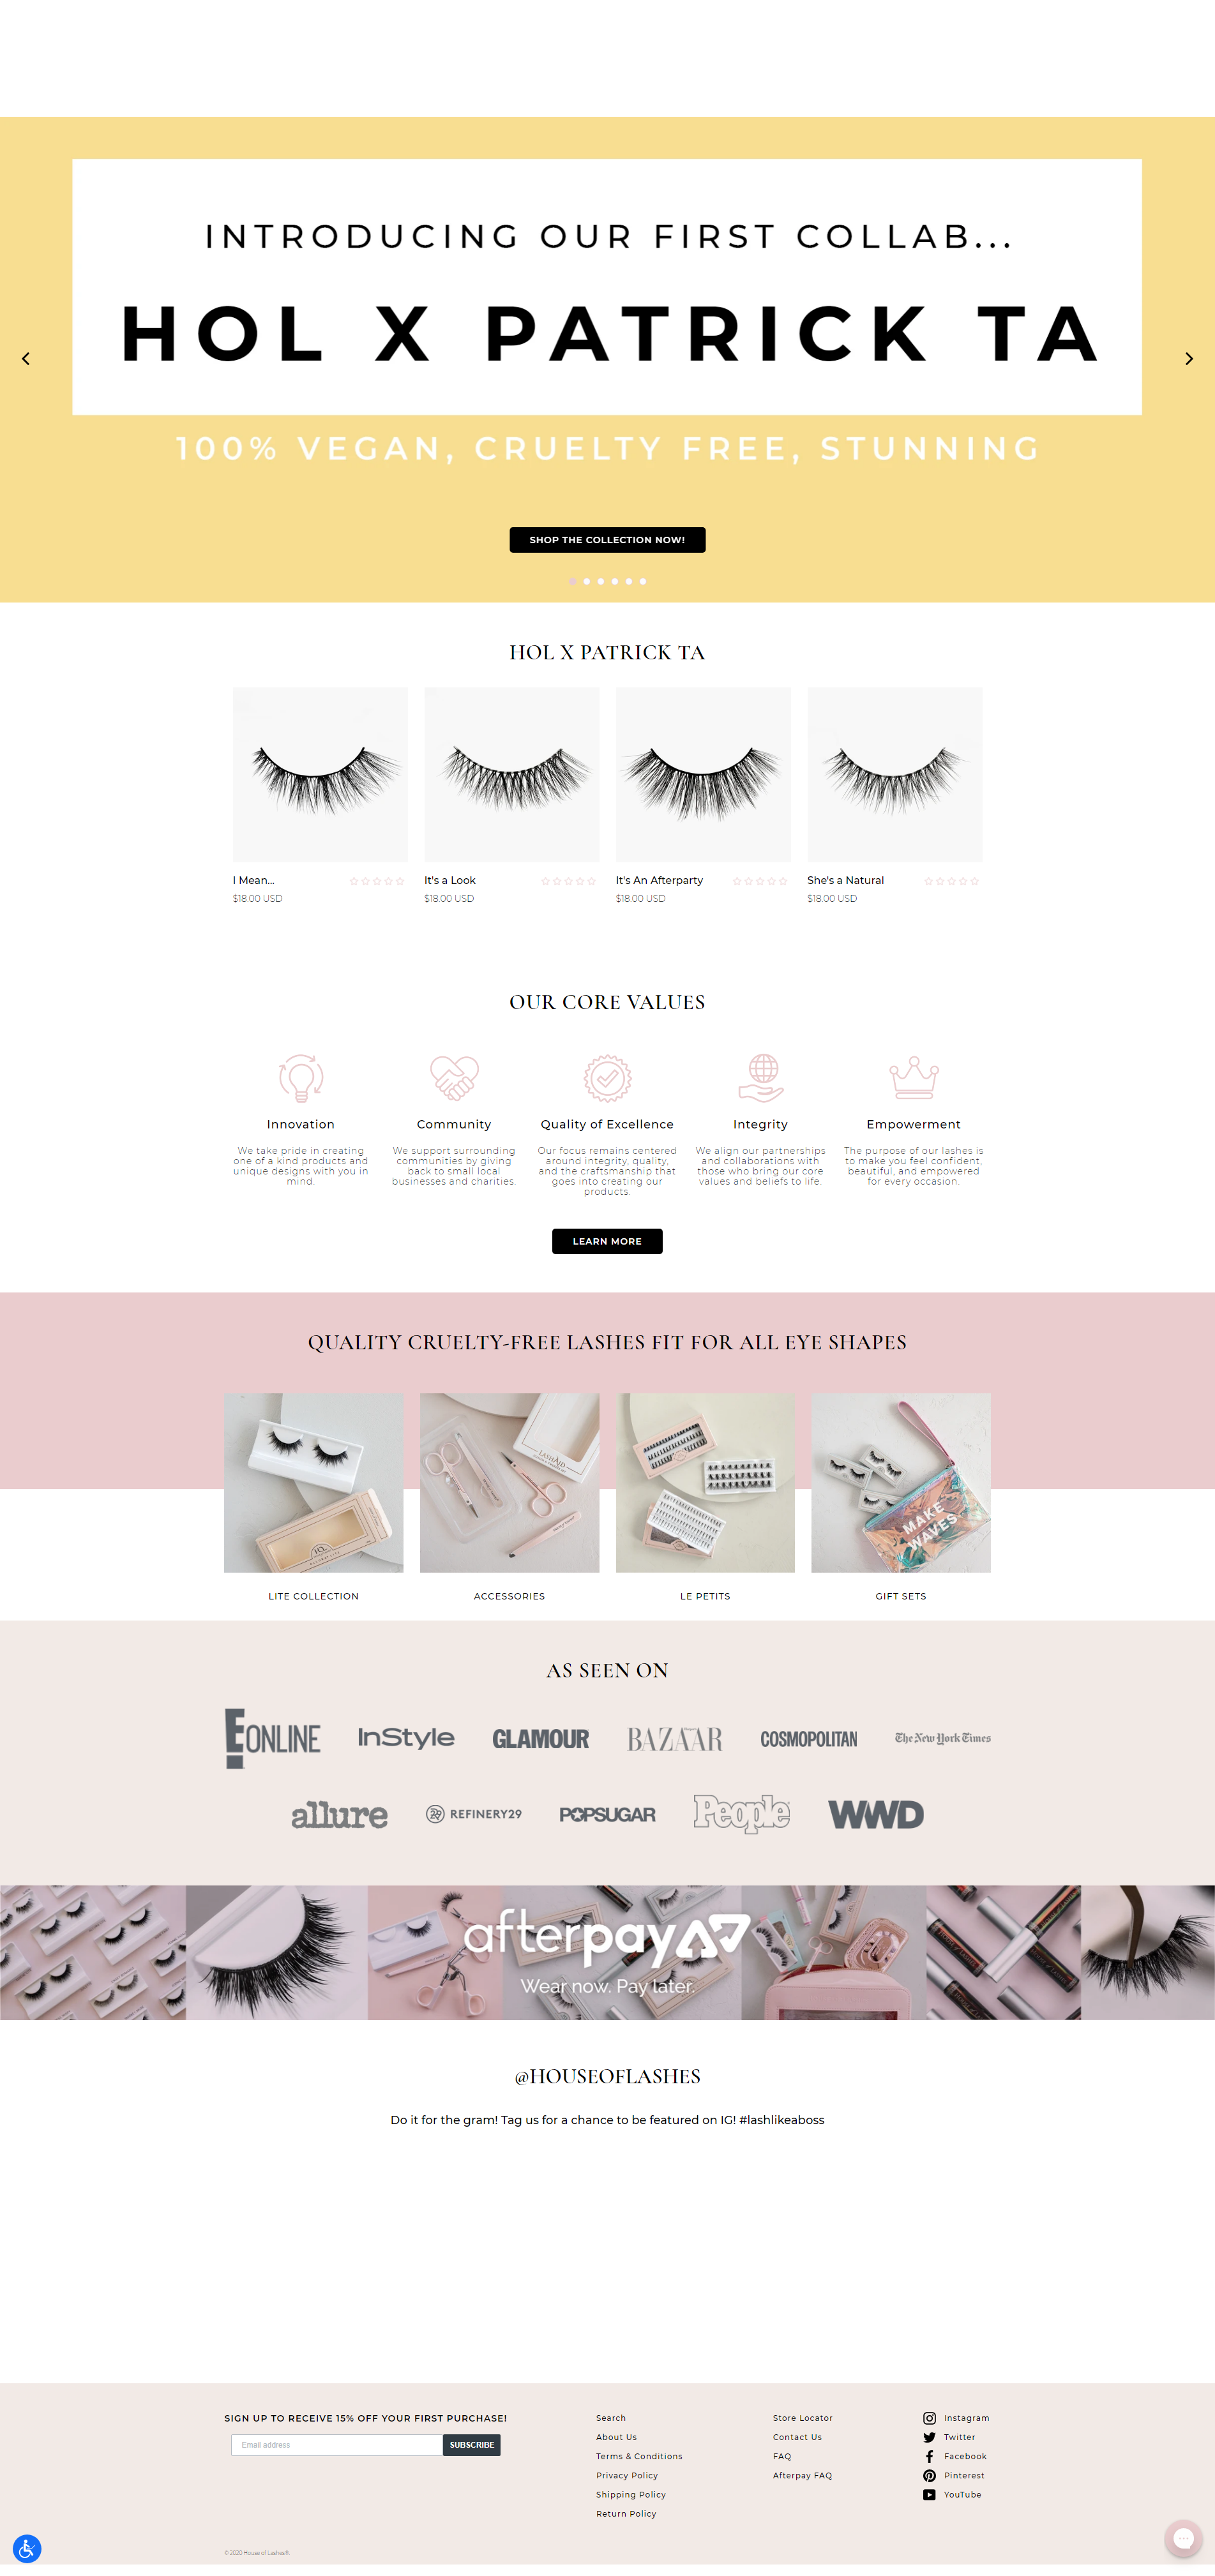 INTRODUCING OUR FIRST COLLAB...
HOL X PATRICK TA
100% VEGAN, CRUELTY FREE, STUNNING
SHOP THE COLLECTION NOW!
HOL X PATRICK TA
I Mean...
$18.00 USD
It's a Look
$18.00 USD
It's An Afterparty
$18.00 USD
She's a Natural
$18.00 USD
OUR CORE VALUES
Innovation
We take pride in creating
one of a kind products and
unique designs with you in
mind.
Community
We support surrounding
communities by giving
back to small local
businesses and charities.
Quality of Excellence
Our focus remains centered
around integrity, quality,
and the craftsmanship that
goes into creating our
products.
Integrity
We align our partnerships
and collaborations with
those who bring our core
values and beliefs to life.
Empowerment
The purpose of our lashes is
to make you feel confident,
beautiful, and empowered
for every occasion.
LEARN MORE
QUALITY CRUELTY-FREE LASHES FIT FOR ALL EYE SHAPES
LASHAID
MAKE
WAVES
LITE COLLECTION
ACCESSORIES
LE PETITS
GIFT SETS
AS SEEN ON
E ONLINE
InStyle
GLAMOUR
BAZAAR
COSMOPOLITAN
The New York Times
allure
R29 REFINERY29
POPSUGAR
People
WWD
afterpay
Wear now. Pay later.
@HOUSEOFLASHES
Do it for the gram! Tag us for a chance to be featured on IG! #lashlikeaboss
SIGN UP TO RECEIVE 15% OFF YOUR FIRST PURCHASE!
Email address
SUBSCRIBE
Search
About Us
Terms & Conditions
Privacy Policy
Shipping Policy
Return Policy
Store Locator
Contact Us
FAQ
Afterpay FAQ
Instagram
Twitter
Facebook
Pinterest
YouTube
© 2020 House of Lashes®.